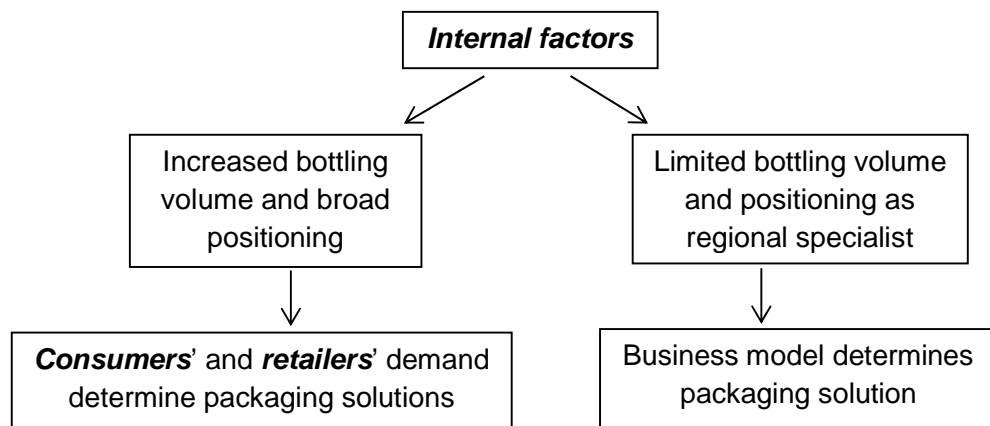 Internal factors
Increased bottling
volume and broad
positioning
Limited bottling volume
and positioning as
regional specialist
Consumers' and retailers' demand
determine packaging solutions
Business model determines
packaging solution